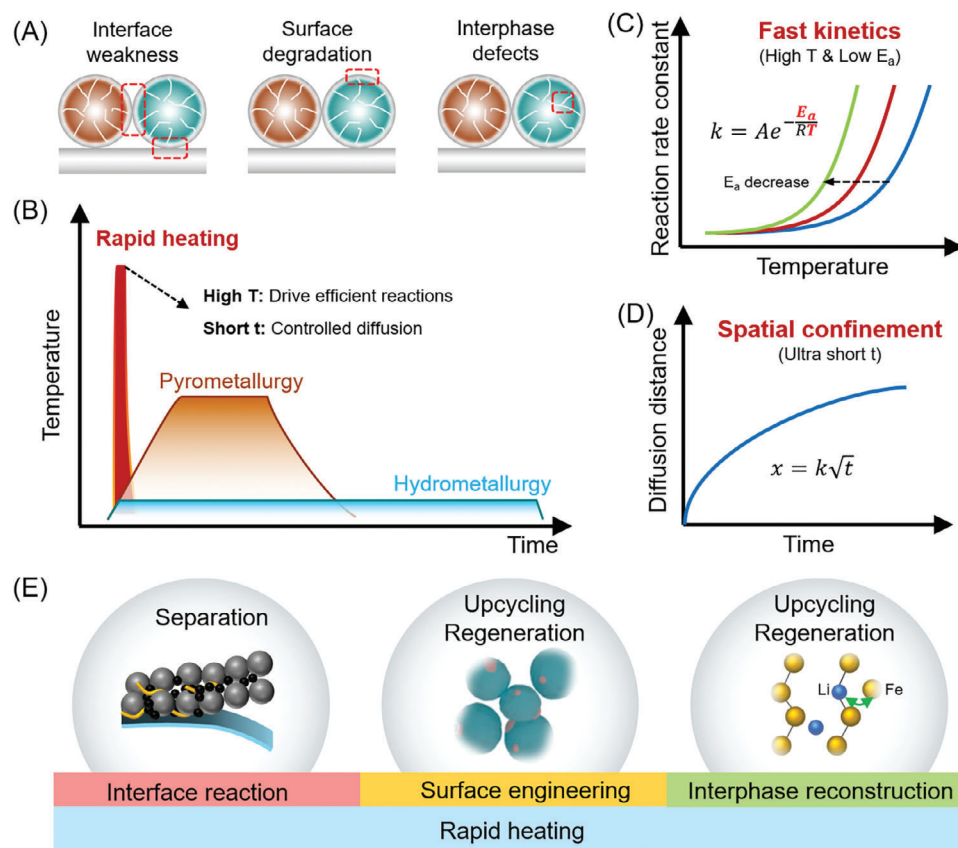 (A)
Interface
weakness
Surface
degradation
Interphase
defects
(B)
Temperature
Rapid heating
High T: Drive efficient reactions
Short t: Controlled diffusion
Pyrometallurgy
Hydrometallurgy
Time
(C)
Reaction rate constant
Fast kinetics
(High T & Low Eₐ)
k = Ae^{-Eₐ/RT}
Eₐ decrease
Temperature
(D)
Diffusion distance
Spatial confinement
(Ultra short t)
x = k√t
Time
(E)
Separation
Upcycling
Regeneration
Upcycling
Regeneration
Li
Fe
Interface reaction
Surface engineering
Interphase reconstruction
Rapid heating